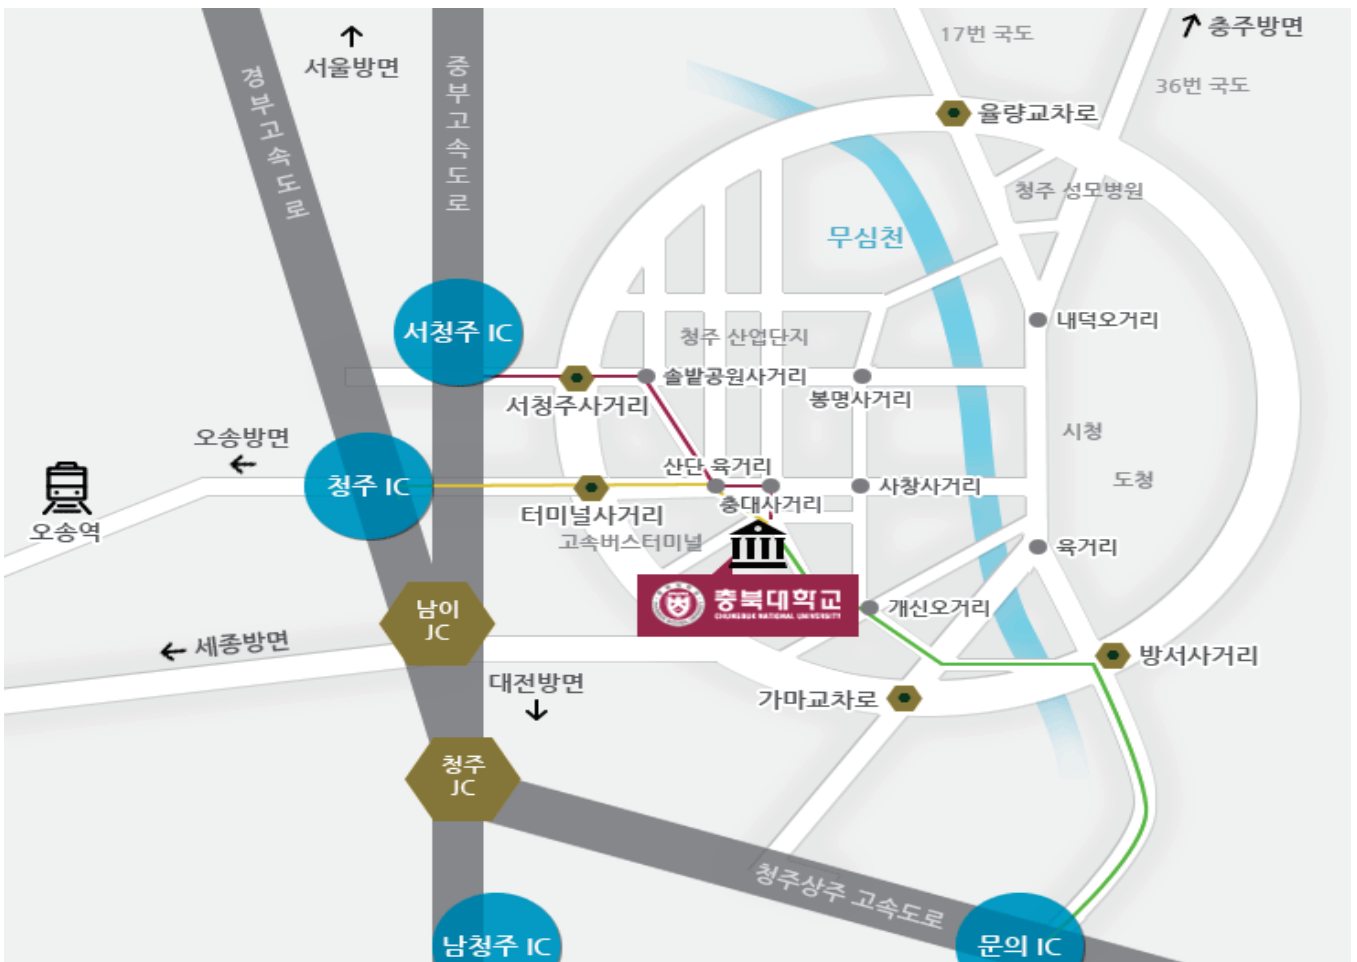 서울방면
17번 국도
충주방면
36번 국도
경부고속도로
중부고속도로
율량교차로
청주 성모병원
무심천
서청주 IC
청주 산업단지
내덕오거리
솔밭공원사거리
서청주사거리
봉명사거리
오송방면
시청
청주 IC
산단 육거리
사창사거리
도청
오송역
터미널사거리
충대사거리
고속버스터미널
육거리
남이
JC
충북대학교
CHUNGBUK NATIONAL UNIVERSITY
개신오거리
세종방면
방서사거리
대전방면
가마교차로
청주
JC
청주상주 고속도로
남청주 IC
문의 IC